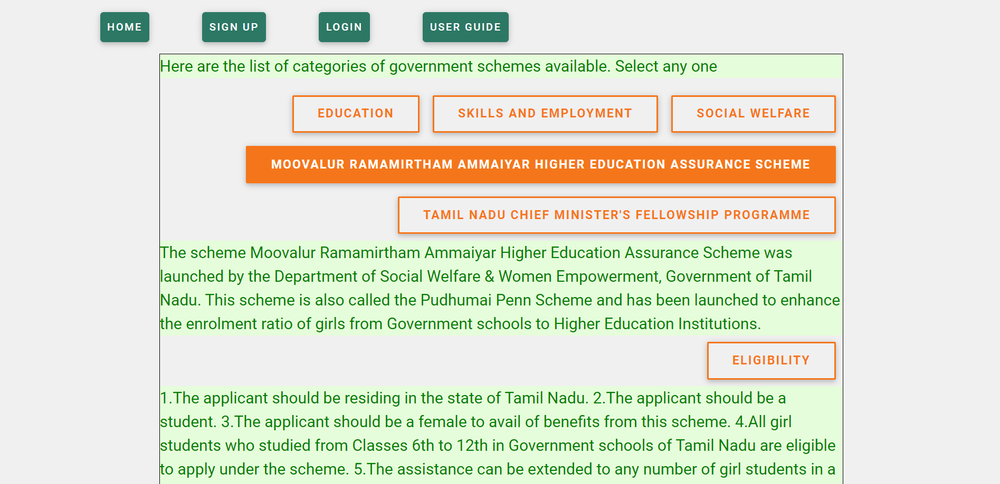 HOME SIGN UP LOGIN USER GUIDE
Here are the list of categories of government schemes available. Select any one
EDUCATION SKILLS AND EMPLOYMENT SOCIAL WELFARE
MOOVALUR RAMAMIRTHAM AMMAIYAR HIGHER EDUCATION ASSURANCE SCHEME
TAMIL NADU CHIEF MINISTER'S FELLOWSHIP PROGRAMME
The scheme Moovalur Ramamirtham Ammaiyar Higher Education Assurance Scheme was
launched by the Department of Social Welfare & Women Empowerment, Government of Tamil
Nadu. This scheme is also called the Pudhumai Penn Scheme and has been launched to enhance
the enrolment ratio of girls from Government schools to Higher Education Institutions.
ELIGIBILITY
1.The applicant should be residing in the state of Tamil Nadu. 2.The applicant should be a
student. 3.The applicant should be a female to avail of benefits from this scheme. 4.All girl
students who studied from Classes 6th to 12th in Government schools of Tamil Nadu are eligible
to apply under the scheme. 5.The assistance can be extended to any number of girl students in a